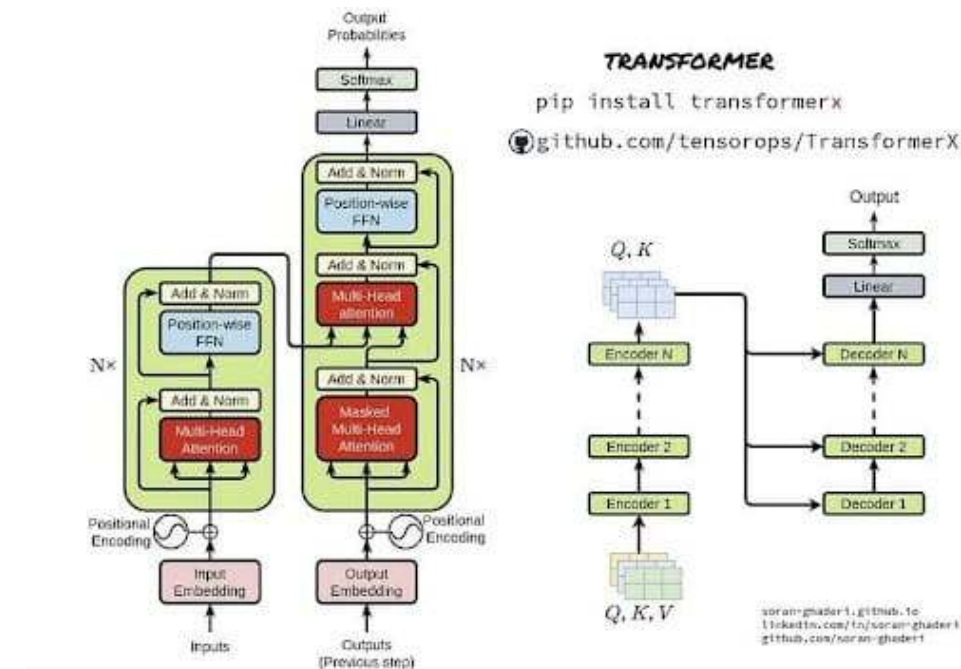 Output
Probabilities
Softmax
Linear
Add & Norm
Position-wise
FFN
Add & Norm
Multi-Head
attention
Add & Norm
Masked
Multi-Head
Attention
N×
Positional
Encoding
Output
Embedding
Outputs
(Previous step)
Add & Norm
Position-wise
FFN
N×
Add & Norm
Multi-Head
Attention
Positional
Encoding
Input
Embedding
Inputs
TRANSFORMER
pip install transformerx
github.com/tensorops/TransformerX
Output
Softmax
Linear
Q, K
Encoder N
Decoder N
Encoder 2
Decoder 2
Encoder 1
Decoder 1
Q, K, V
soran-ghaderi.github.io
linkedin.com/in/soran-ghaderi
github.com/soran-ghaderi